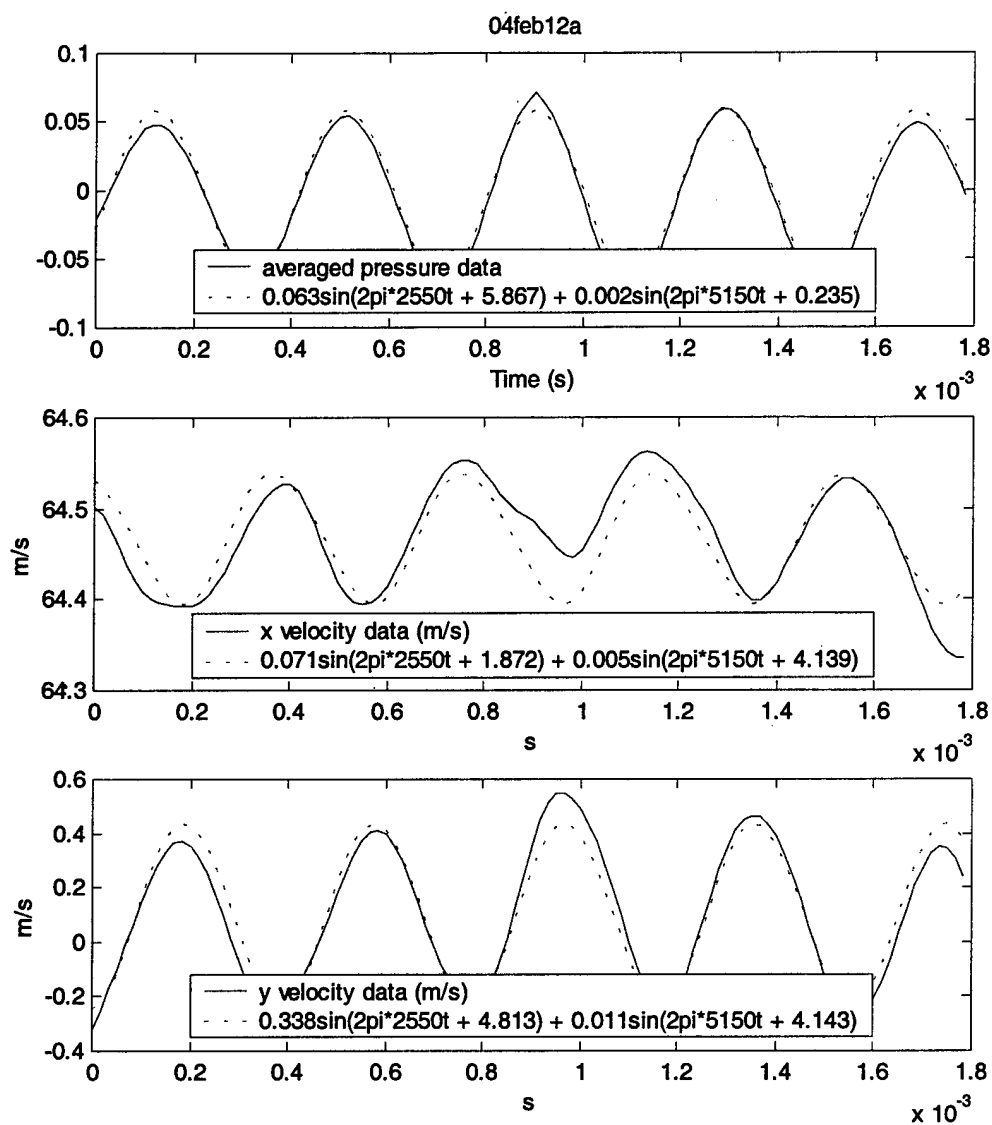 04feb12a
0.1
0.05
0
-0.05
-0.1
averaged pressure data
0.063sin(2pi*2550t + 5.867) + 0.002sin(2pi*5150t + 0.235)
0 0.2 0.4 0.6 0.8 1 1.2 1.4 1.6 1.8
Time (s)
x 10-3
64.6
64.5
64.4
64.3
m/s
x velocity data (m/s)
0.071sin(2pi*2550t + 1.872) + 0.005sin(2pi*5150t + 4.139)
0 0.2 0.4 0.6 0.8 1 1.2 1.4 1.6 1.8
s
x 10-3
0.6
0.4
0.2
0
-0.2
-0.4
m/s
y velocity data (m/s)
0.338sin(2pi*2550t + 4.813) + 0.011sin(2pi*5150t + 4.143)
0 0.2 0.4 0.6 0.8 1 1.2 1.4 1.6 1.8
s
x 10-3